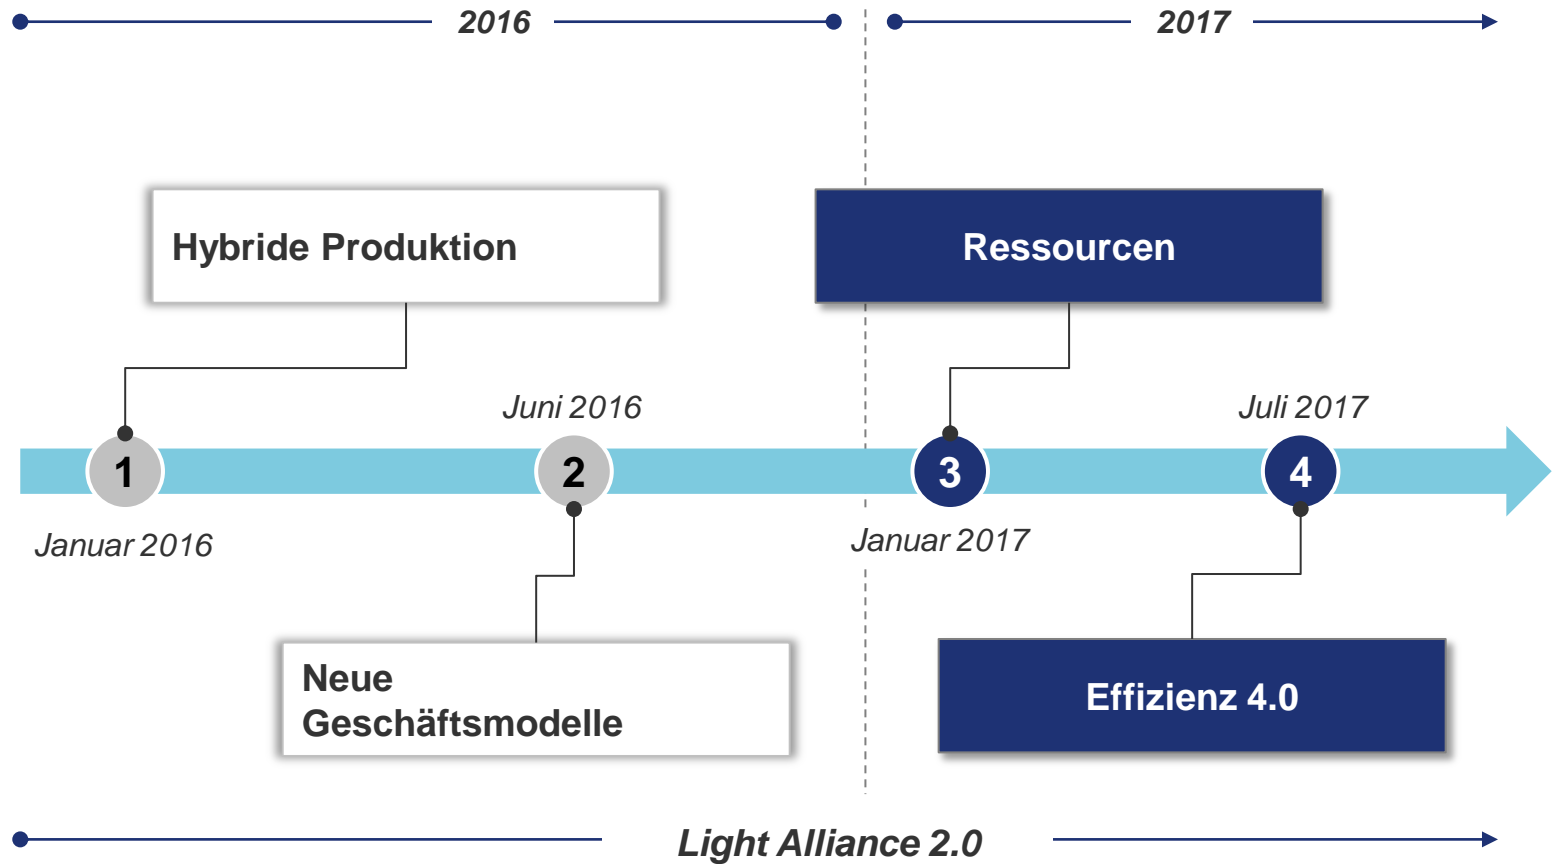 2016
2017
Hybride Produktion
Ressourcen
Juni 2016
Juli 2017
1
2
3
4
Januar 2016
Januar 2017
Neue
Geschäftsmodelle
Effizienz 4.0
Light Alliance 2.0